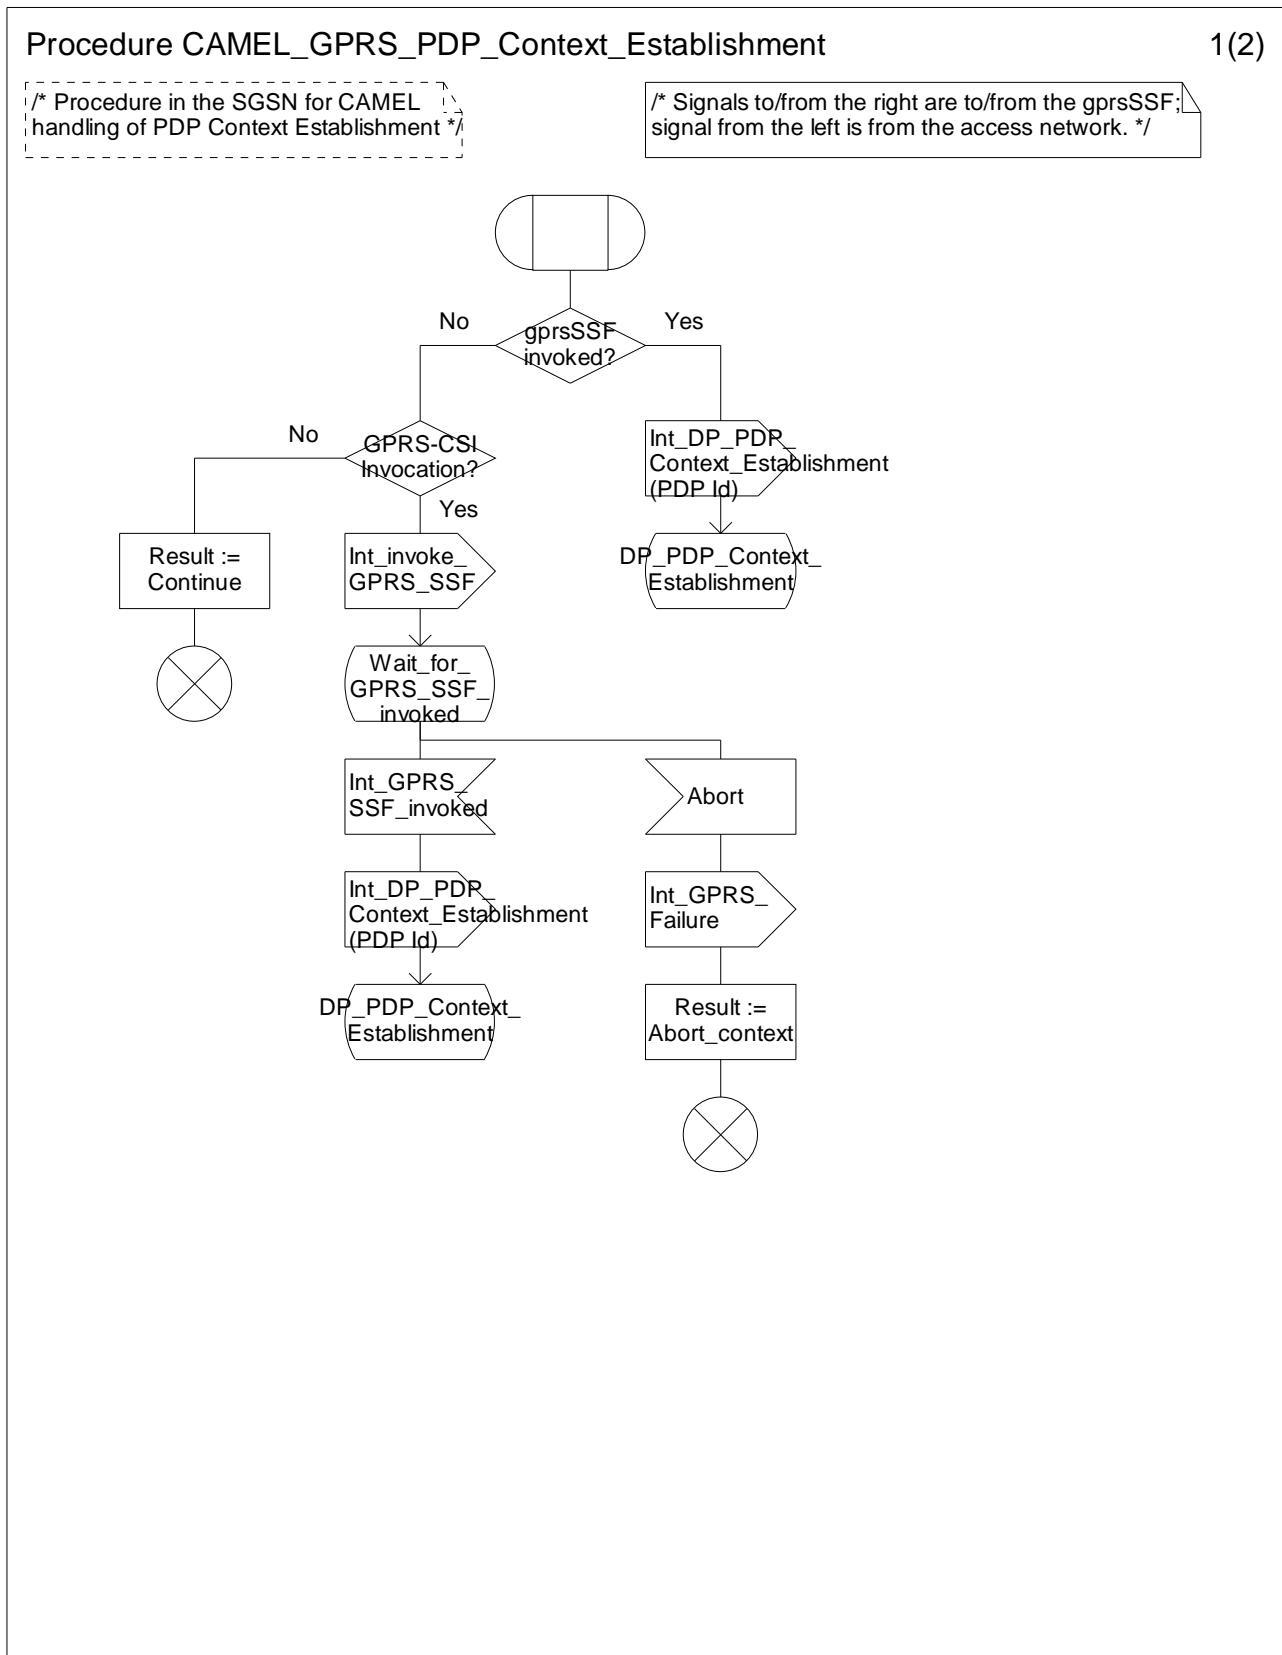 Procedure CAMEL_GPRS_PDP_Context_Establishment
1(2)
/* Procedure in the SGSN for CAMEL
handling of PDP Context Establishment */
/* Signals to/from the right are to/from the gprsSSF;
signal from the left is from the access network. */
No
gprsSSF
invoked?
Yes
No
GPRS-CSI
Invocation?
Yes
Int_DP_PDP_
Context_Establishment
(PDP Id)
Result :=
Continue
Int_invoke_
GPRS_SSF
DP_PDP_Context_
Establishment
Wait_for_
GPRS_SSF_
invoked
Int_GPRS_
SSF_invoked
Abort
Int_DP_PDP_
Context_Establishment
(PDP Id)
Int_GPRS_
Failure
DP_PDP_Context_
Establishment
Result :=
Abort_context